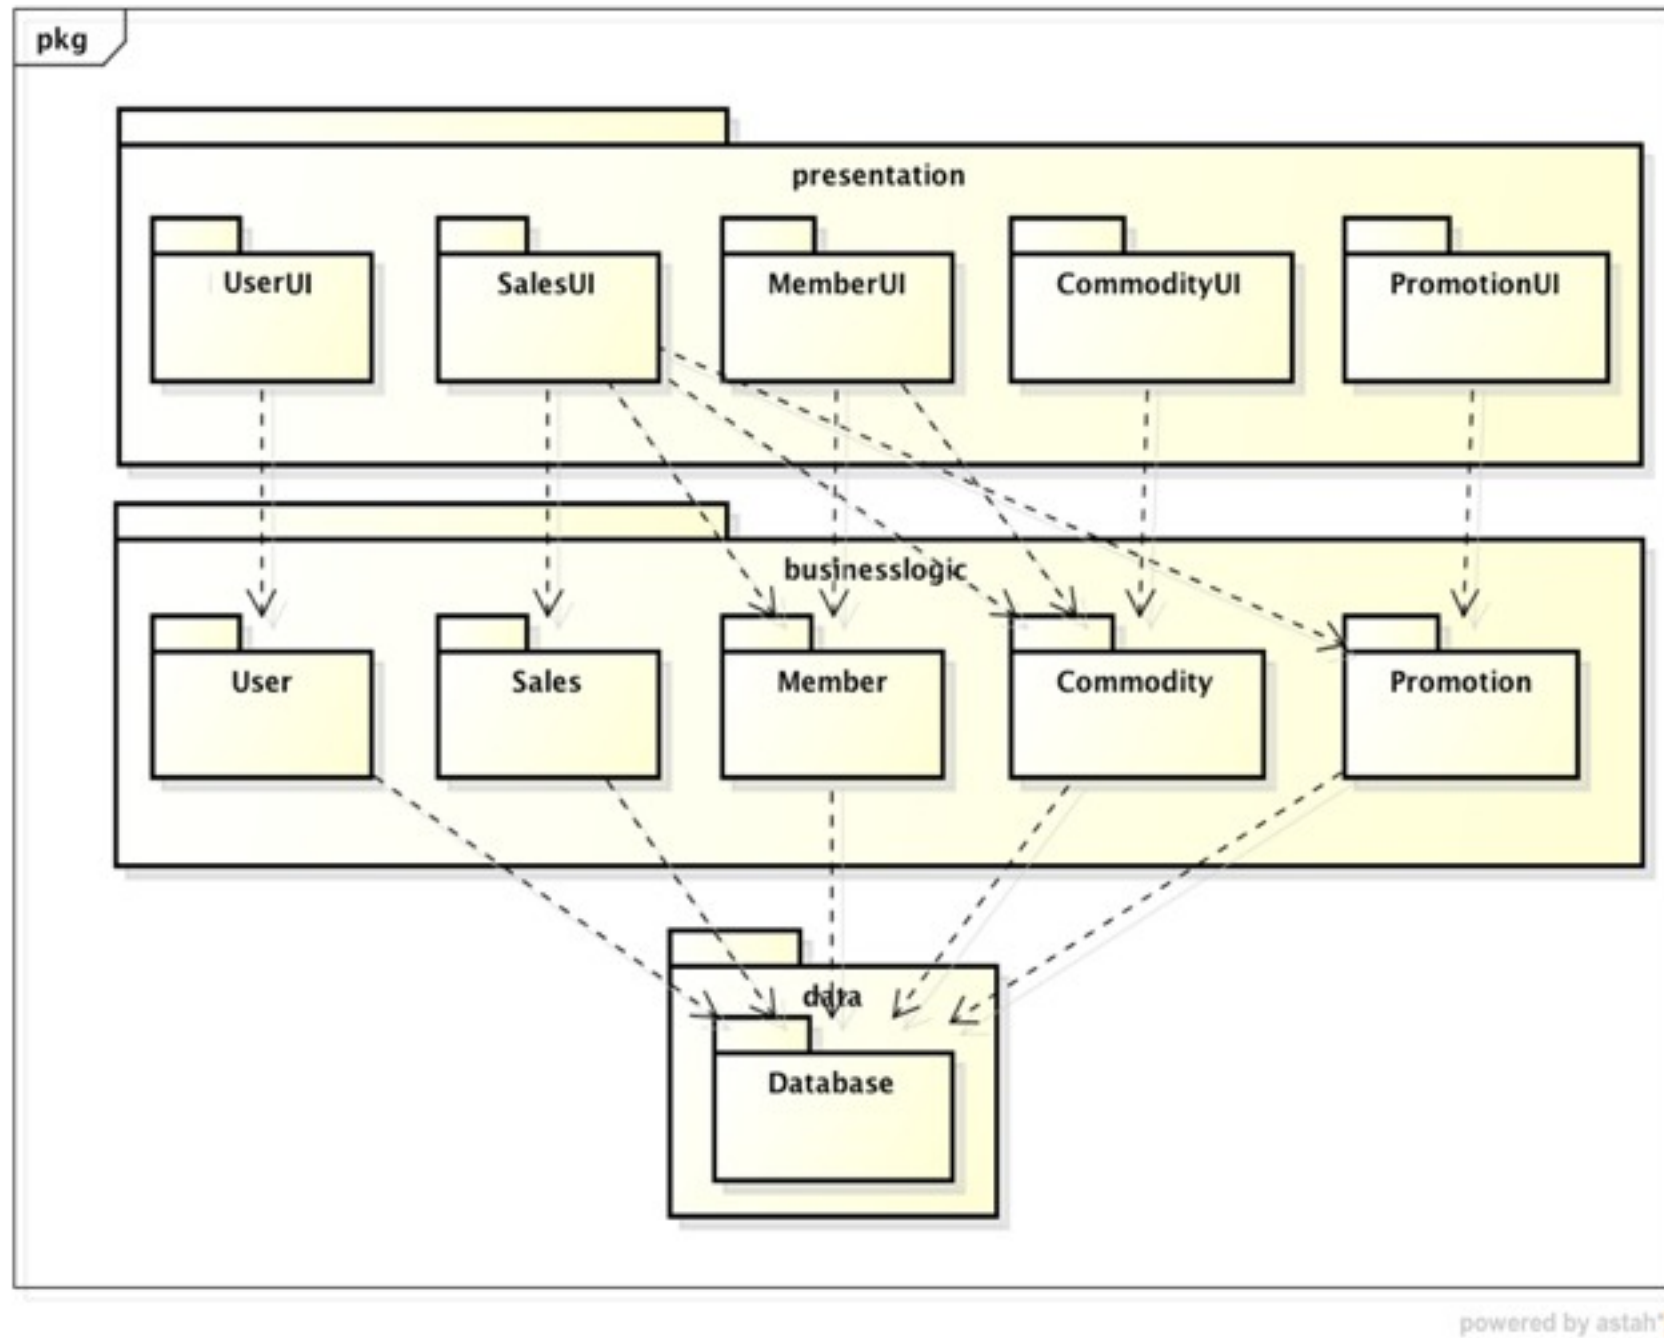 pkg
presentation
UserUI
SalesUI
MemberUI
CommodityUI
PromotionUI
businesslogic
User
Sales
Member
Commodity
Promotion
data
Database
powered by astah*